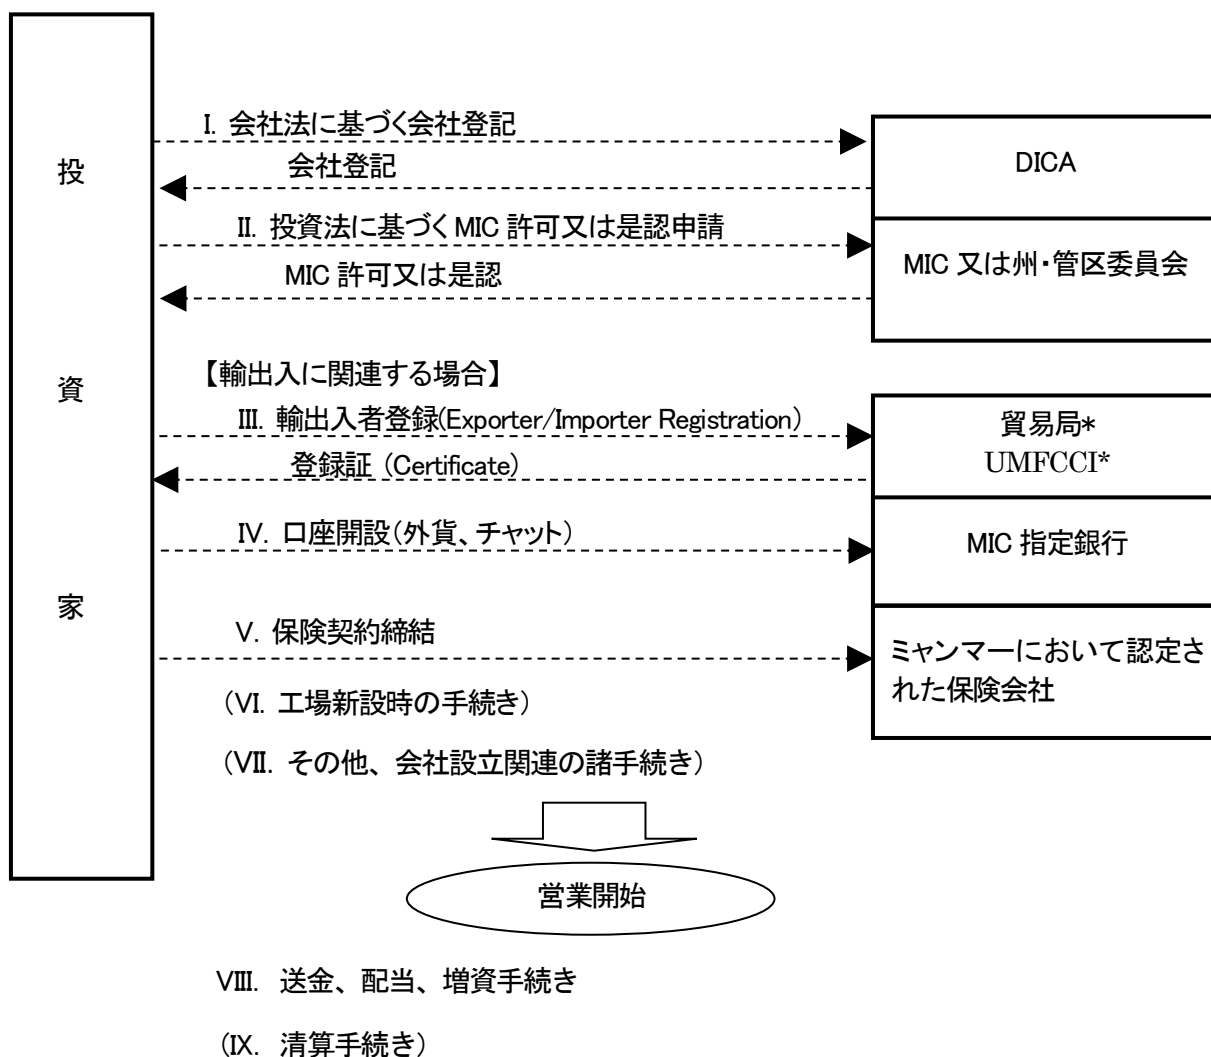 投
資
家
I. 会社法に基づく会社登記
会社登記
DICA
II. 投資法に基づく MIC 許可又は是認申請
MIC 許可又は是認
MIC 又は州・管区委員会
【輸出入に関連する場合】
III. 輸出入者登録(Exporter/Importer Registration)
登録証 (Certificate)
貿易局*
UMFCCI*
IV. 口座開設(外貨、チャット)
MIC 指定銀行
V. 保険契約締結
ミャンマーにおいて認定さ
れた保険会社
(VI. 工場新設時の手続き)
(VII. その他、会社設立関連の諸手続き)
営業開始
VIII. 送金、配当、増資手続き
(IX. 清算手続き)